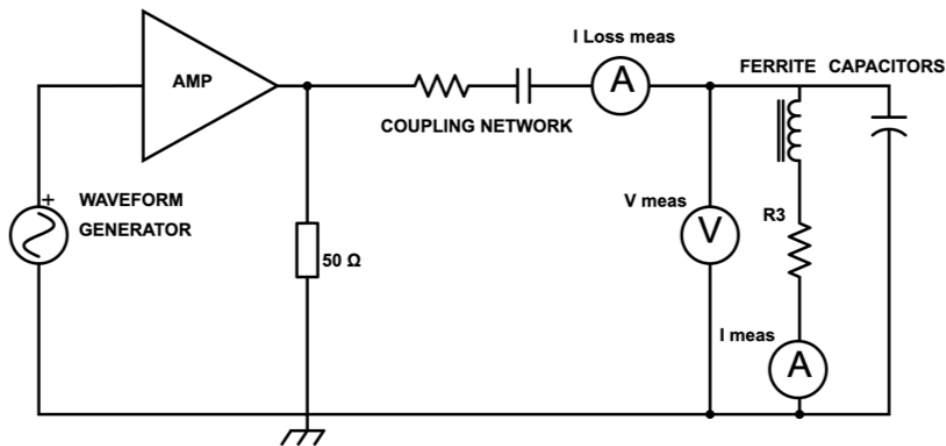 I Loss meas
AMP
FERRITE CAPACITORS
A
COUPLING NETWORK
+
WAVEFORM
GENERATOR
V meas
V
R3
50 Ω
I meas
A